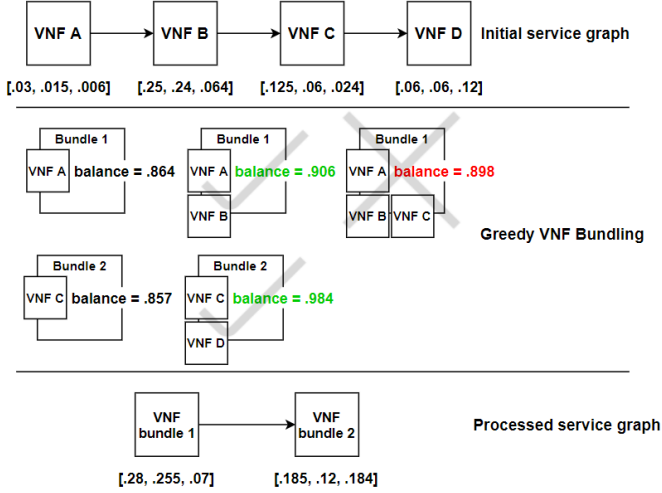 VNF A
VNF B
VNF C
VNF D
Initial service graph
[.03, .015, .006]
[.25, .24, .064]
[.125, .06, .024]
[.06, .06, .12]
Bundle 1
VNF A
balance = .864
Bundle 1
VNF A
balance = .906
VNF B
Bundle 1
VNF A
balance = .898
VNF B
VNF C
Greedy VNF Bundling
Bundle 2
VNF C
balance = .857
Bundle 2
VNF C
balance = .984
VNF D
VNF
bundle 1
VNF
bundle 2
Processed service graph
[.28, .255, .07]
[.185, .12, .184]